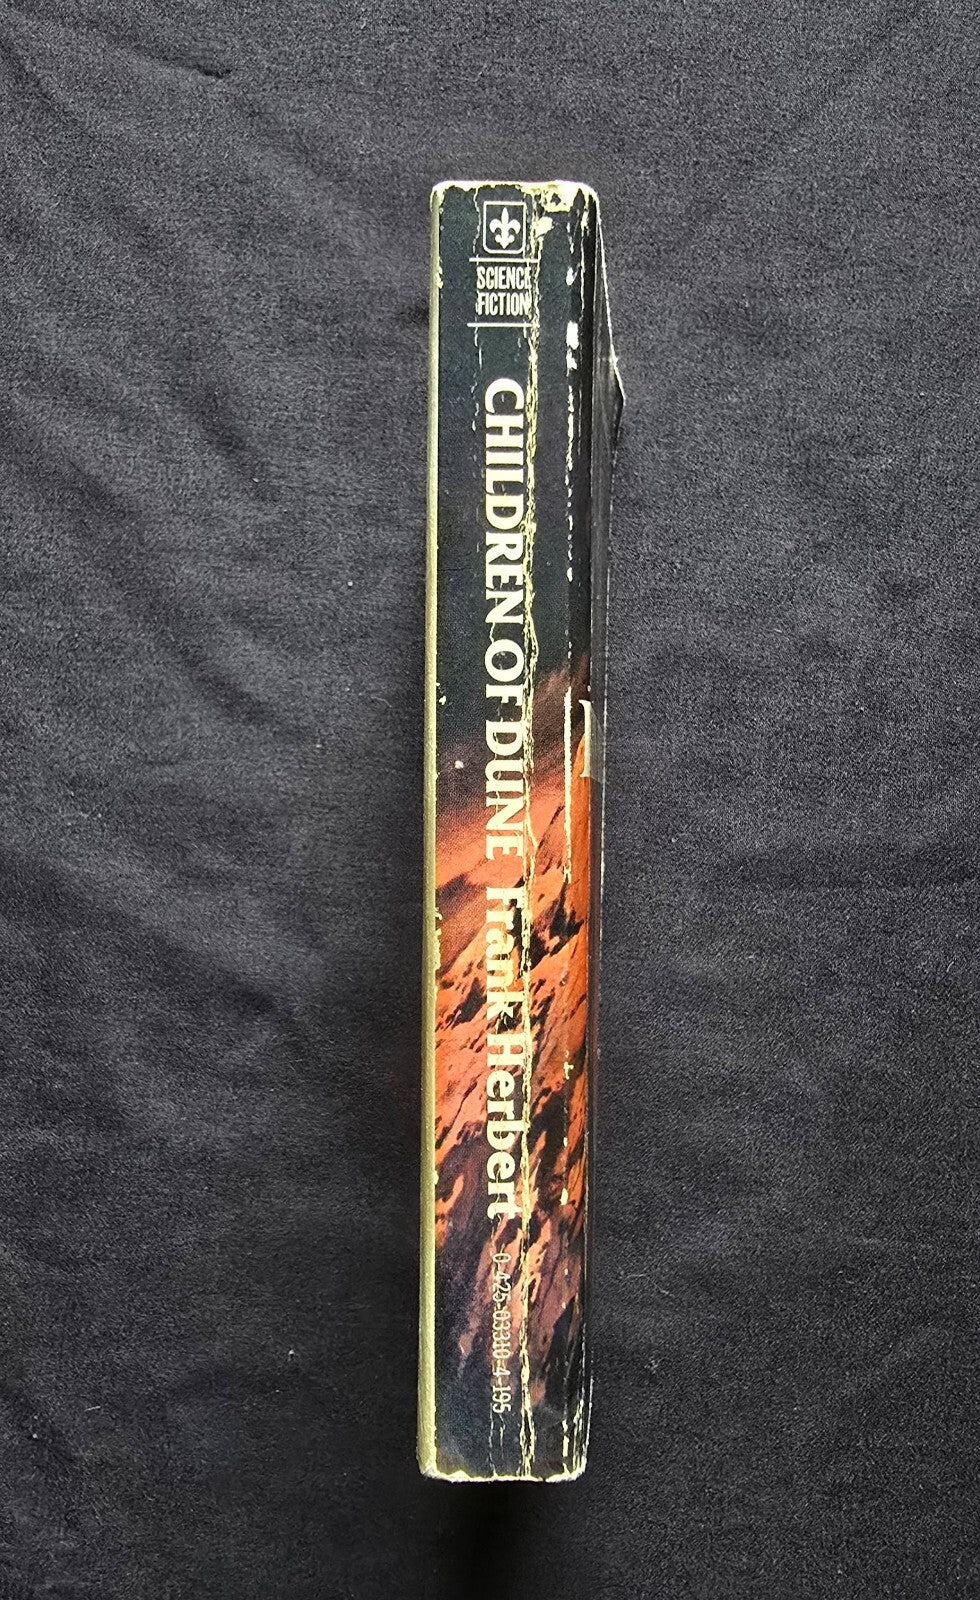 SCIENCE
FICTION
CHILDREN OF DUNE Frank Herbert 0-425-03310-4-195